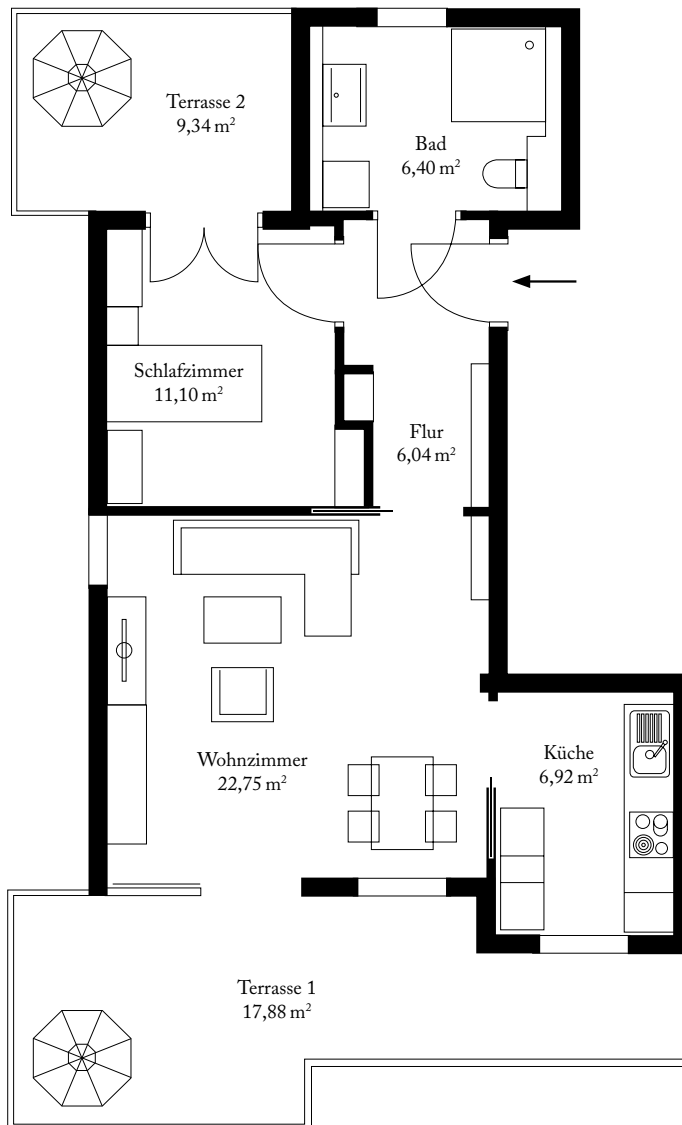 Terrasse 2
9,34 m²
Bad
6,40 m²
Schlafzimmer
11,10 m²
Flur
6,04 m²
Wohnzimmer
22,75 m²
Küche
6,92 m²
Terrasse 1
17,88 m²